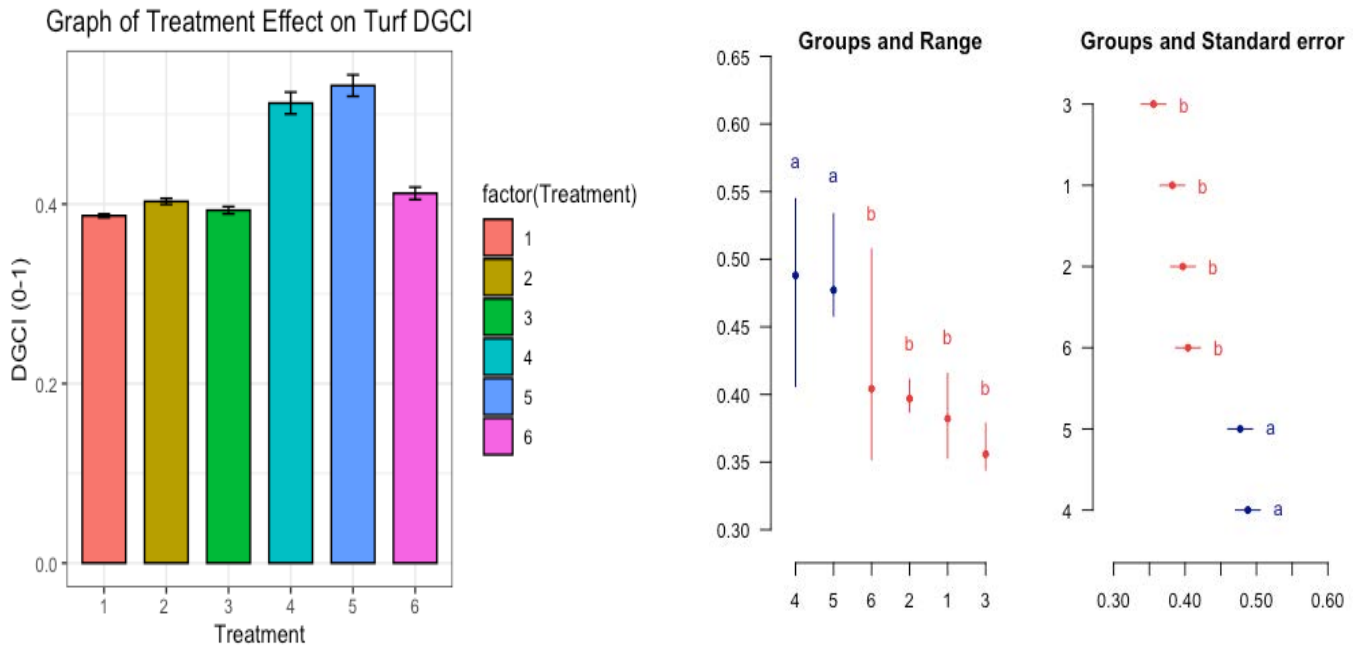 Graph of Treatment Effect on Turf DGCI
DGCI (0-1)
0.4
0.2
0.0
1 2 3 4 5 6
Treatment
factor(Treatment)
1
2
3
4
5
6
Groups and Range
0.65
0.60
0.55
0.50
0.45
0.40
0.35
0.30
a a b b b b
4 5 6 2 1 3
Groups and Standard error
3 b
1 b
2 b
6 b
5 a
4 a
0.30 0.40 0.50 0.60